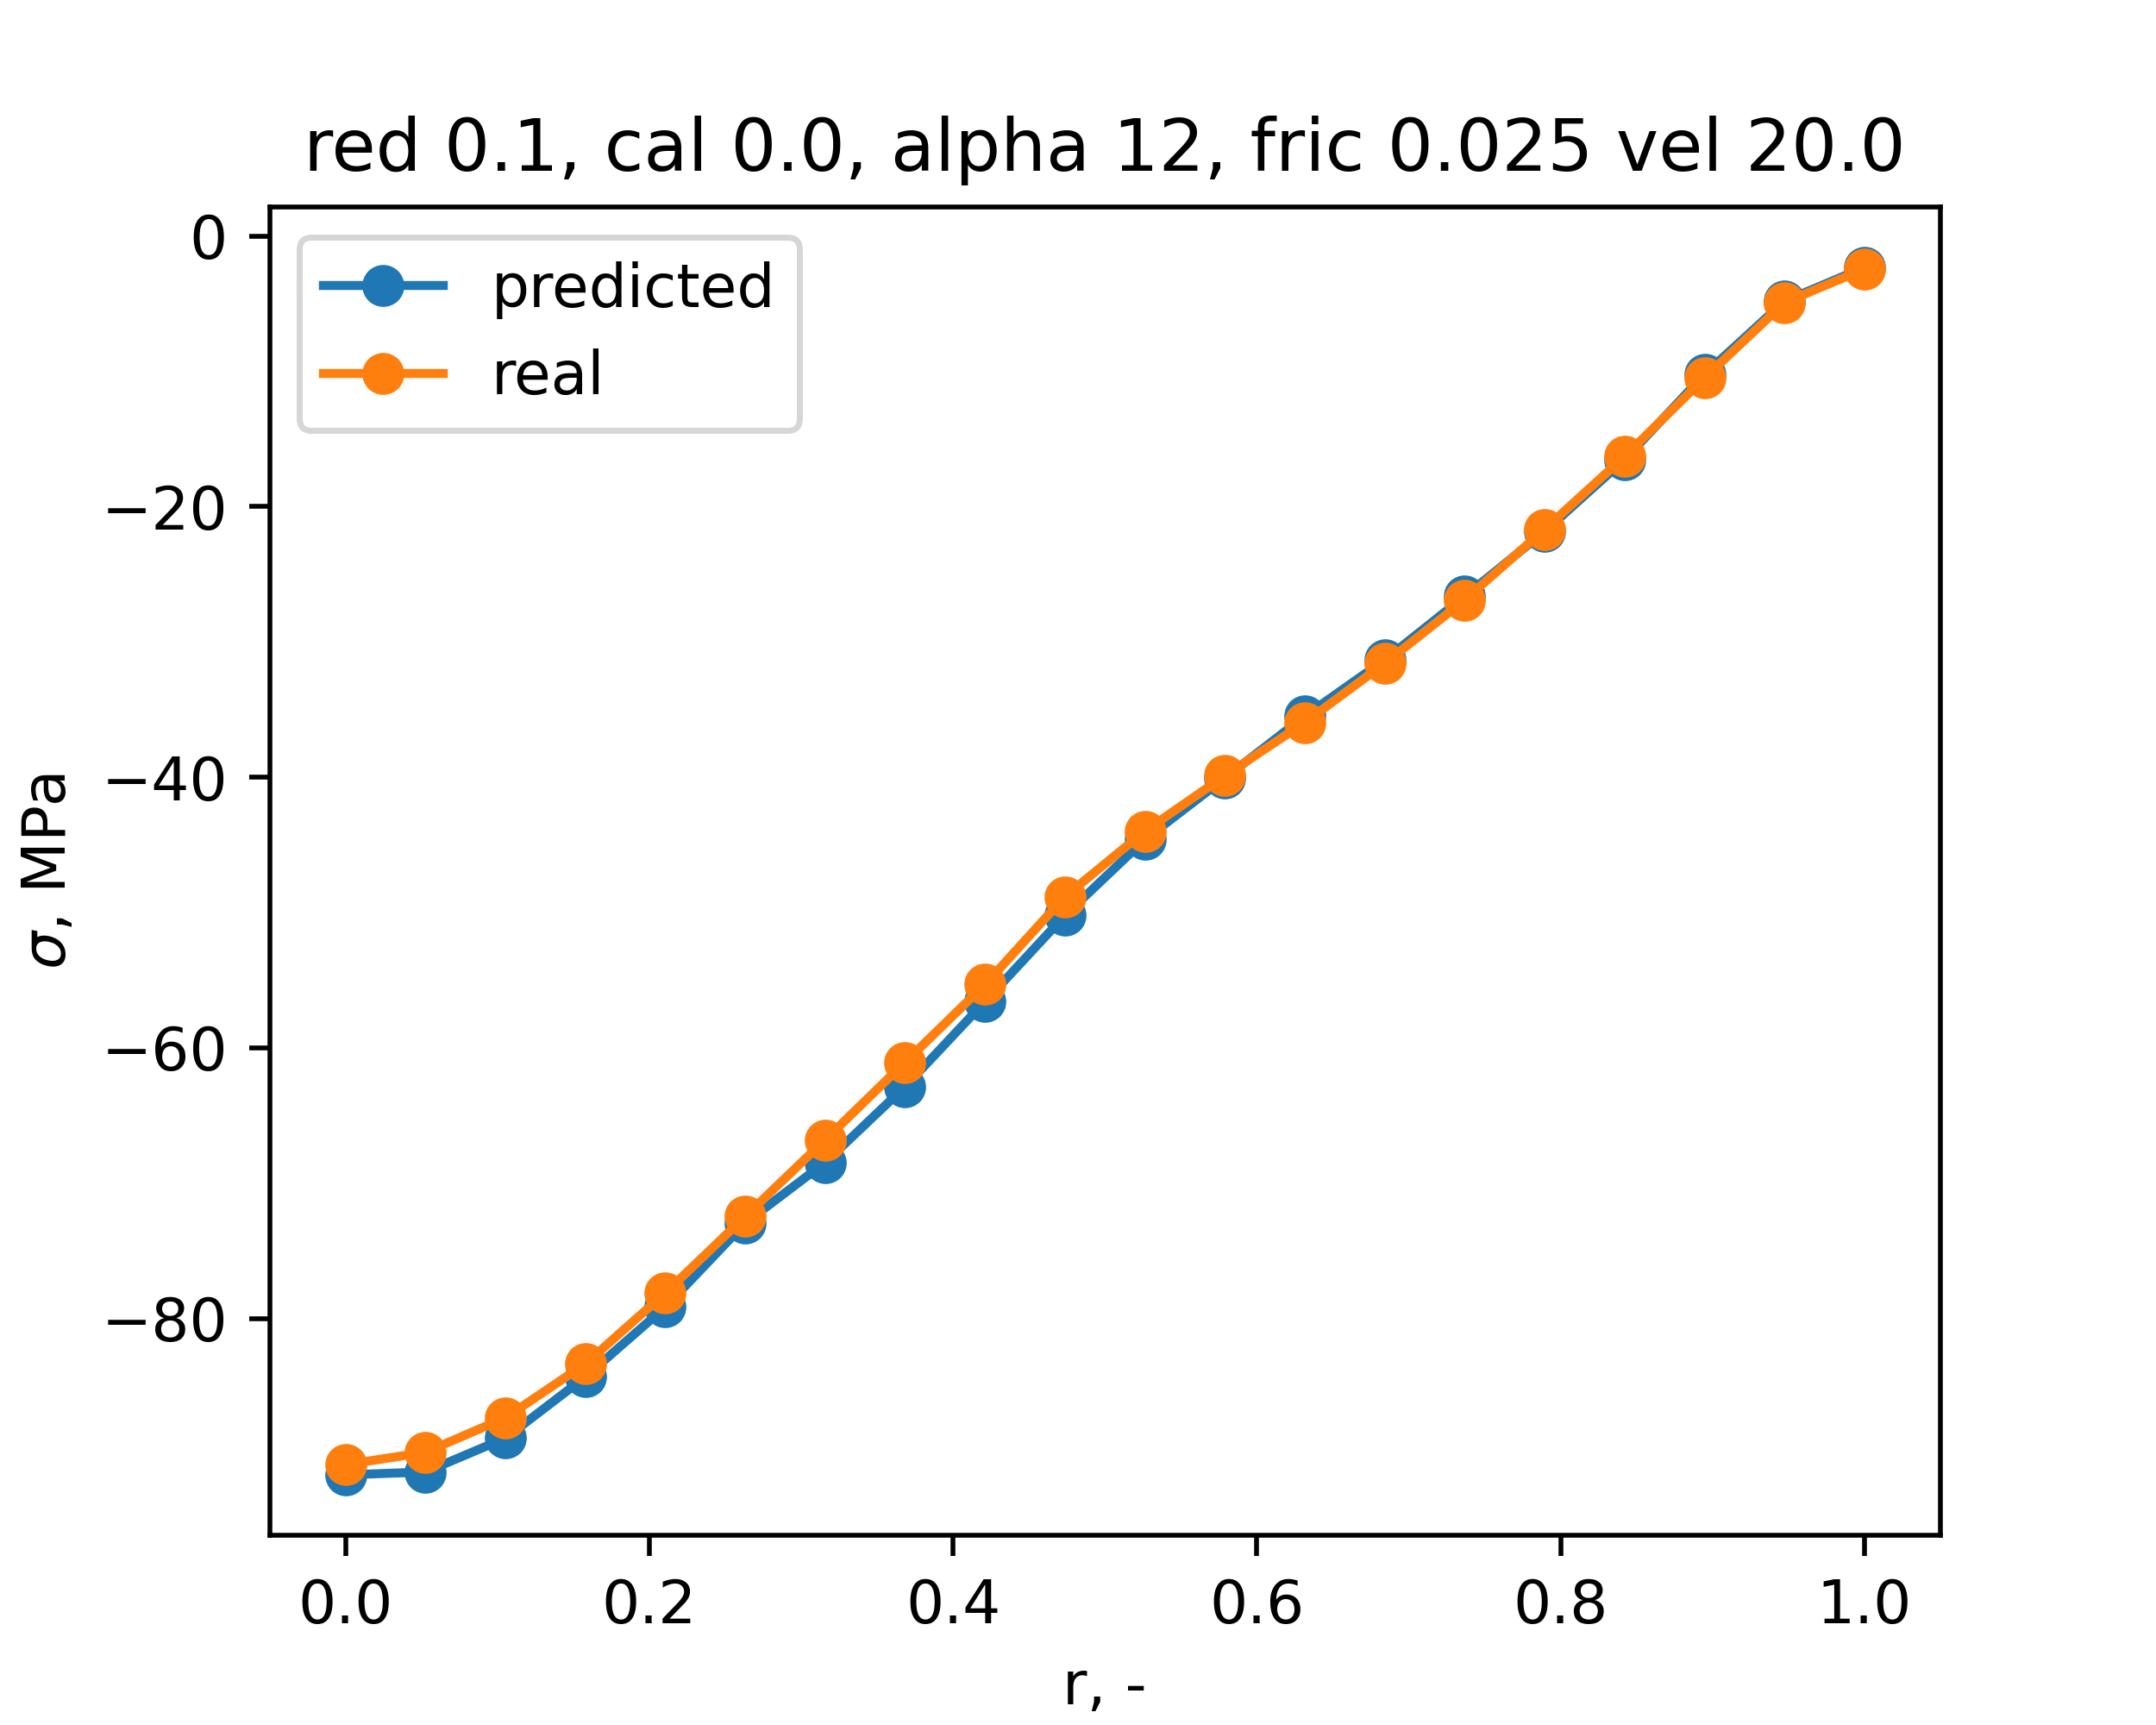 red 0.1, cal 0.0, alpha 12, fric 0.025 vel 20.0
predicted
real
0
−20
−40
−60
−80
σ, MPa
0.0 0.2 0.4 0.6 0.8 1.0
r, -